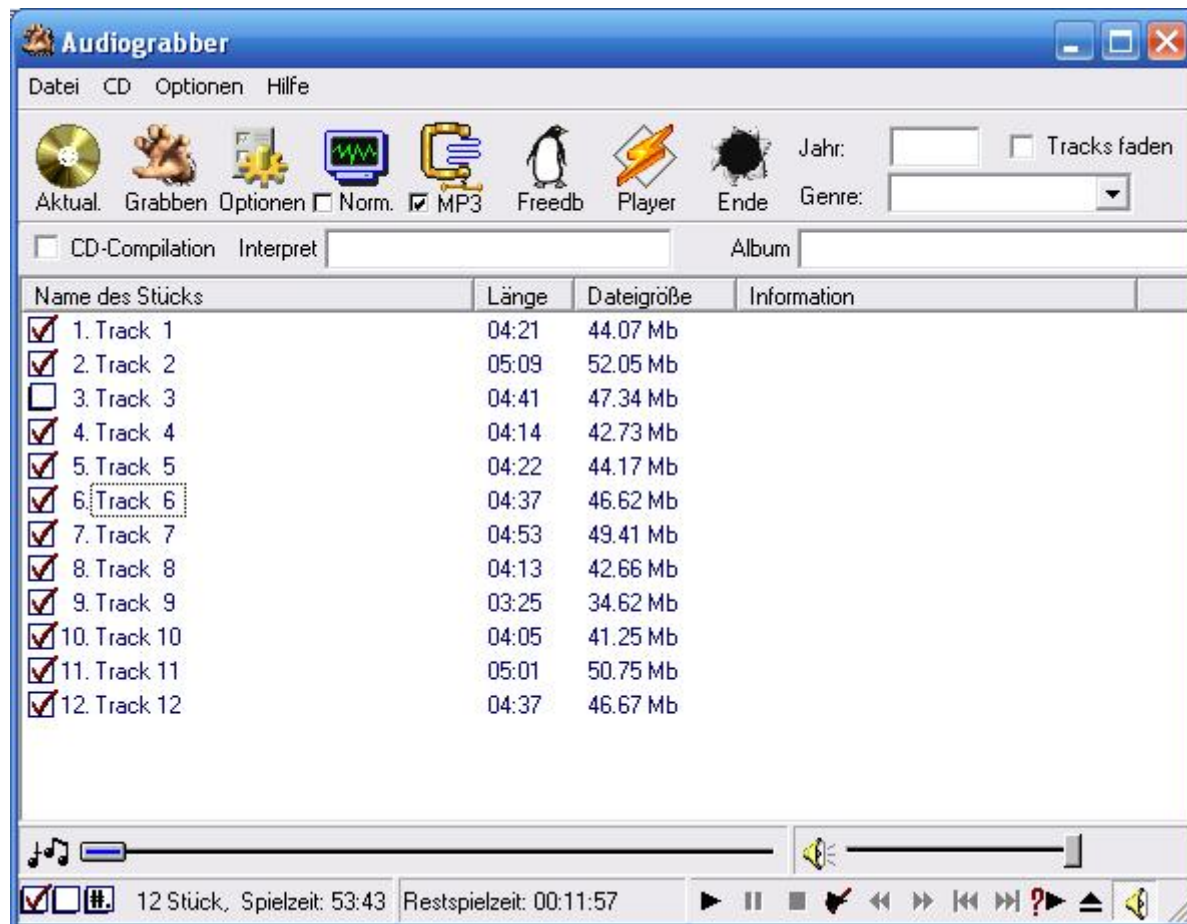 Audiograbber
Datei CD Optionen Hilfe
Aktual. Grabben Optionen Norm. MP3 Freedb Player Ende Jahr: Tracks faden
Genre:
CD-Compilation Interpret Album
Name des Stücks Länge Dateigröße Information
1. Track 1 04:21 44.07 Mb
2. Track 2 05:09 52.05 Mb
3. Track 3 04:41 47.34 Mb
4. Track 4 04:14 42.73 Mb
5. Track 5 04:22 44.17 Mb
6. Track 6 04:37 46.62 Mb
7. Track 7 04:53 49.41 Mb
8. Track 8 04:13 42.66 Mb
9. Track 9 03:25 34.62 Mb
10. Track 10 04:05 41.25 Mb
11. Track 11 05:01 50.75 Mb
12. Track 12 04:37 46.67 Mb
#. 12 Stück, Spielzeit: 53:43 Restspielzeit: 00:11:57 ?